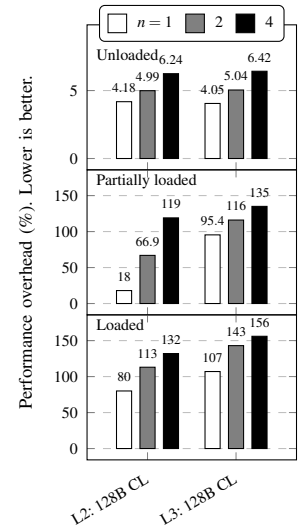 n = 1 2 4
Performance overhead (%). Lower is better.
Unloaded
5
0
4.18 4.99 6.24 4.05 5.04 6.42
Partially loaded
150
100
50
0
18 66.9 119 95.4 116 135
Loaded
150
100
50
0
80 113 132 107 143 156
L2: 128B CL
L3: 128B CL